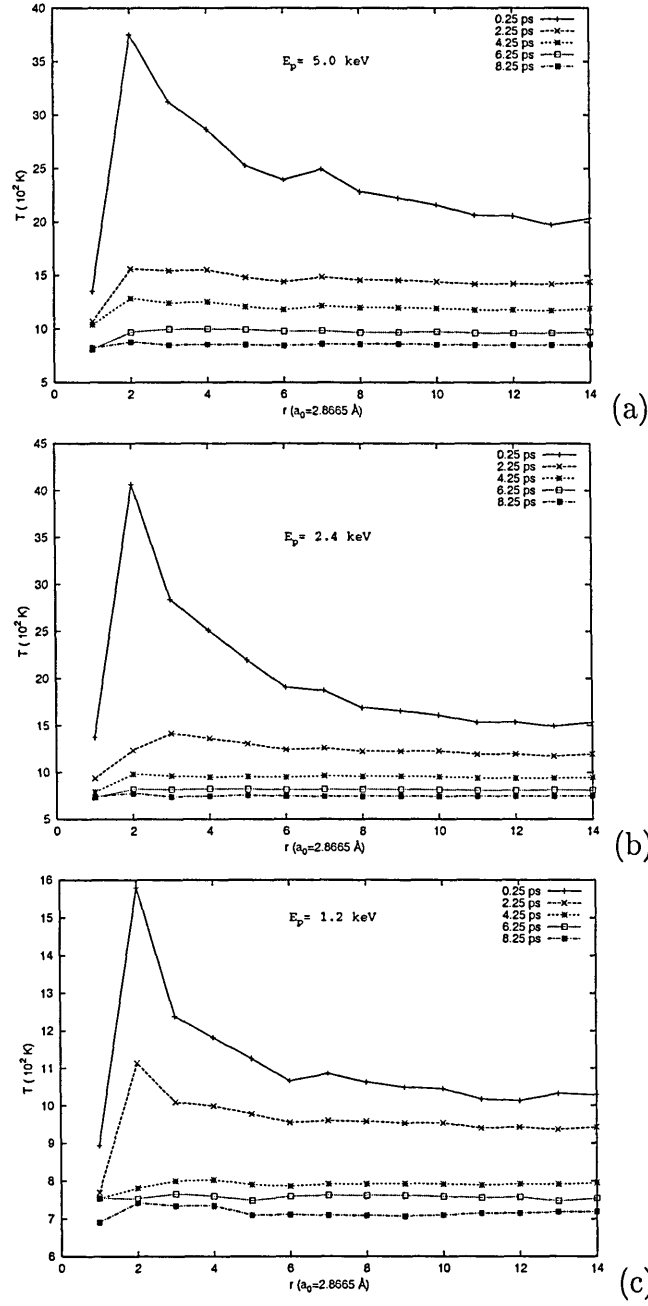 40
35
30
25
20
15
10
5
T ( 10² K)
0.25 ps
2.25 ps
4.25 ps
6.25 ps
8.25 ps
Eₚ= 5.0 keV
0 2 4 6 8 10 12 14
r (a₀=2.8665 Å)
(a)
45
40
35
30
25
20
15
10
5
T ( 10² K)
0.25 ps
2.25 ps
4.25 ps
6.25 ps
8.25 ps
Eₚ= 2.4 keV
0 2 4 6 8 10 12 14
r (a₀=2.8665 Å)
(b)
16
15
14
13
12
11
10
9
8
7
6
T ( 10² K)
0.25 ps
2.25 ps
4.25 ps
6.25 ps
8.25 ps
Eₚ= 1.2 keV
0 2 4 6 8 10 12 14
r (a₀=2.8665 Å)
(c)